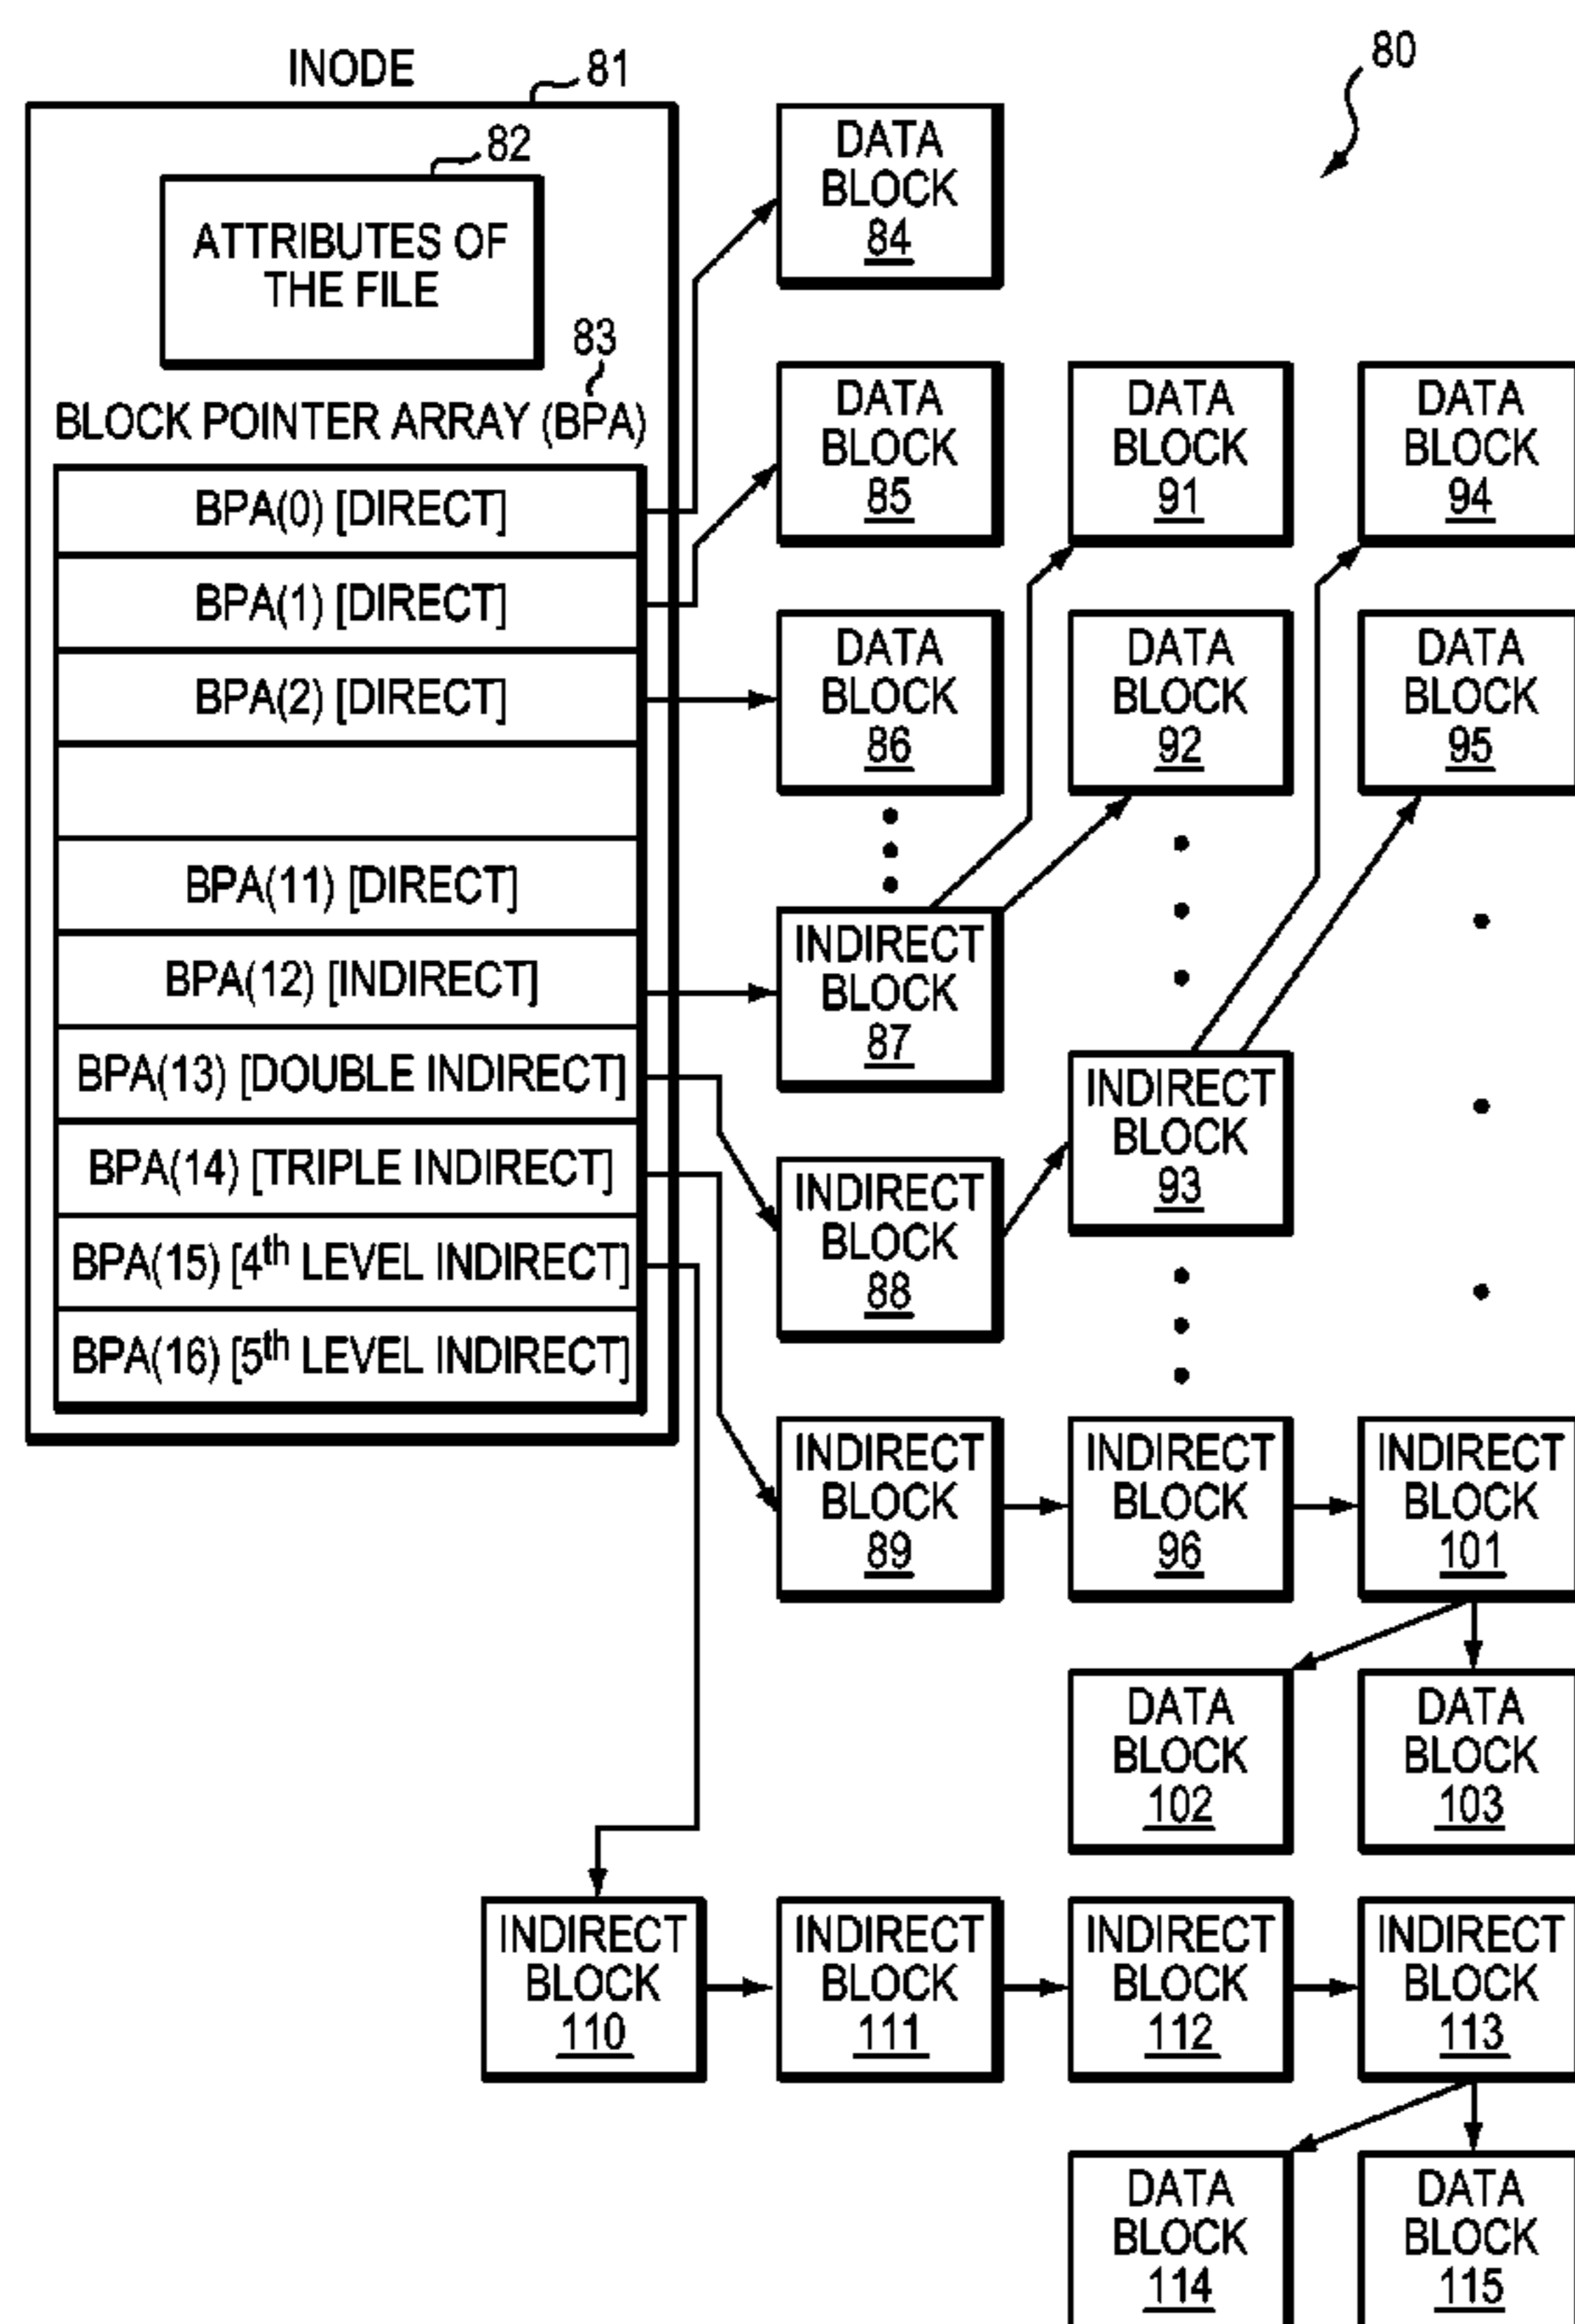 80
INODE
81
82
ATTRIBUTES OF
THE FILE
83
BLOCK POINTER ARRAY (BPA)
BPA(0) [DIRECT]
BPA(1) [DIRECT]
BPA(2) [DIRECT]
BPA(11) [DIRECT]
BPA(12) [INDIRECT]
BPA(13) [DOUBLE INDIRECT]
BPA(14) [TRIPLE INDIRECT]
BPA(15) [4th LEVEL INDIRECT]
BPA(16) [5th LEVEL INDIRECT]
DATA
BLOCK
84
DATA
BLOCK
85
DATA
BLOCK
91
DATA
BLOCK
94
DATA
BLOCK
86
DATA
BLOCK
92
DATA
BLOCK
95
INDIRECT
BLOCK
87
INDIRECT
BLOCK
93
INDIRECT
BLOCK
88
INDIRECT
BLOCK
89
INDIRECT
BLOCK
96
INDIRECT
BLOCK
101
DATA
BLOCK
102
DATA
BLOCK
103
INDIRECT
BLOCK
110
INDIRECT
BLOCK
111
INDIRECT
BLOCK
112
INDIRECT
BLOCK
113
DATA
BLOCK
114
DATA
BLOCK
115